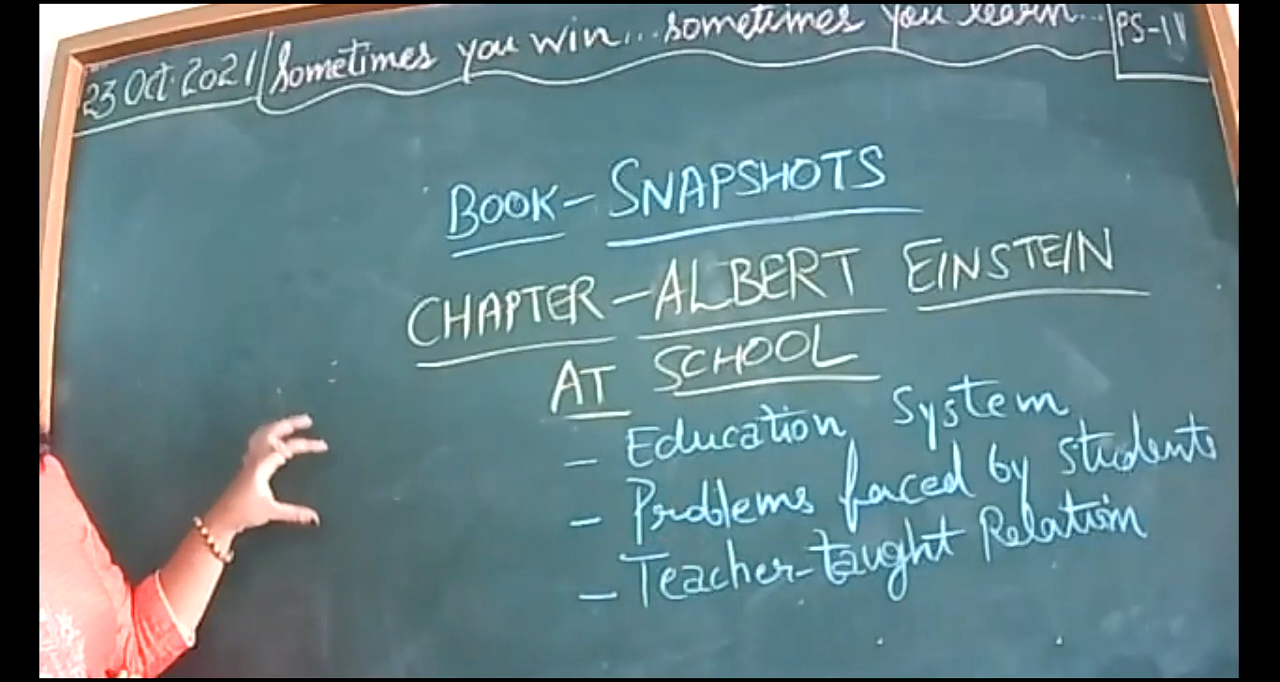 23 Oct. 2021 Sometimes you win... sometimes you learn... PS-IV
BOOK - SNAPSHOTS
CHAPTER - ALBERT EINSTEIN
AT SCHOOL
- Education System
- Problems faced by students
- Teacher-taught Relation